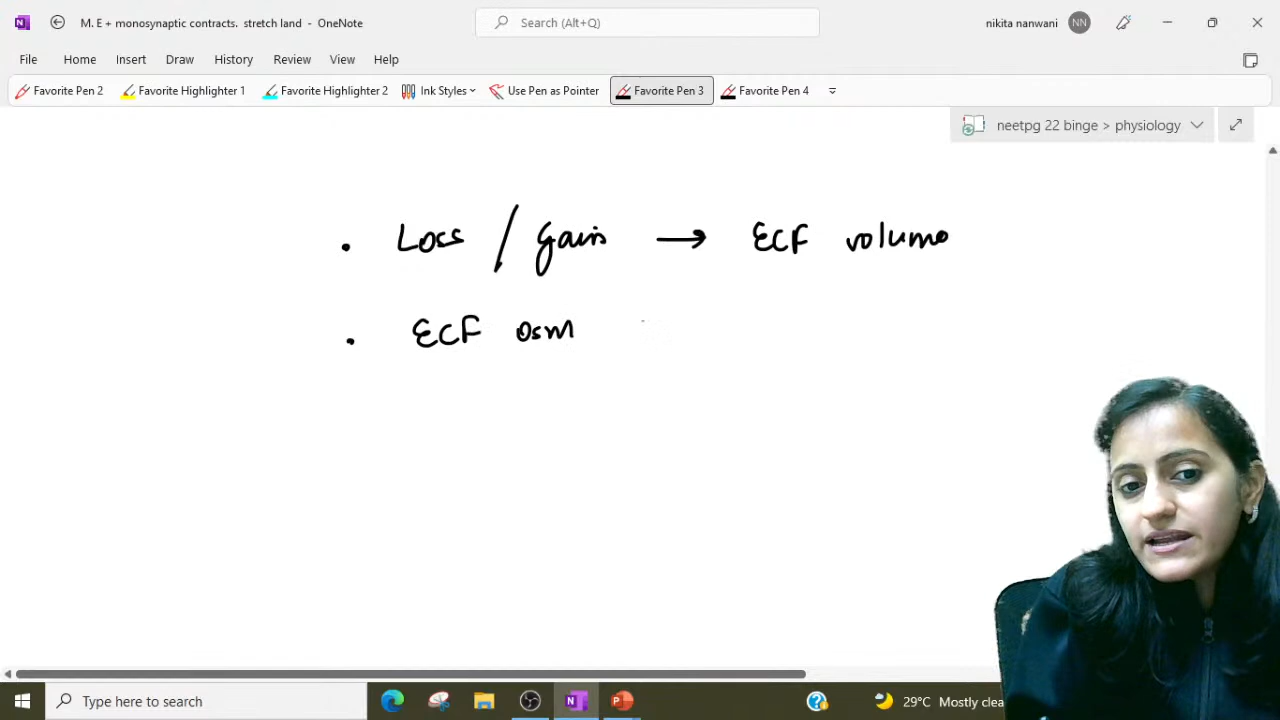 M. E + monosynaptic contracts. stretch land - OneNote
Search (Alt+Q)
nikita nanwani NN
File Home Insert Draw History Review View Help
Favorite Pen 2 Favorite Highlighter 1 Favorite Highlighter 2 Ink Styles Use Pen as Pointer Favorite Pen 3 Favorite Pen 4
neetpg 22 binge > physiology
. Loss / gain → ECF volume
. ECF osm
Type here to search
29°C Mostly clea